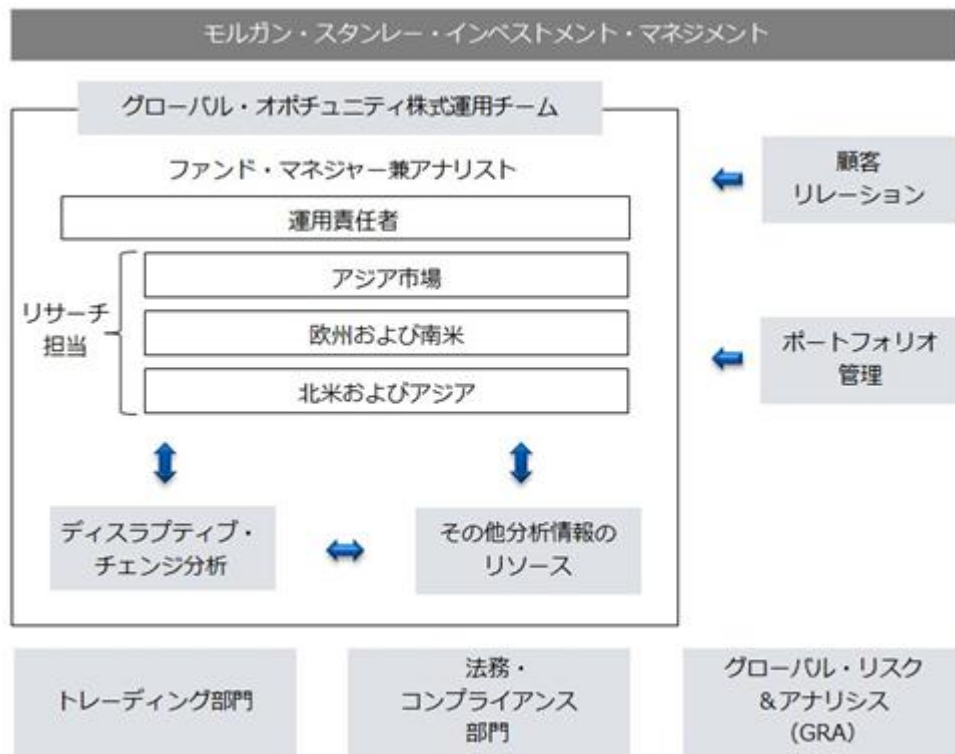 モルガン・スタンレー・インベストメント・マネジメント
グローバル・オポチュニティ株式運用チーム
ファンド・マネジャー兼アナリスト
運用責任者
リサーチ
担当
アジア市場
欧州および南米
北米およびアジア
ディスラプティブ・
チェンジ分析
その他分析情報の
リソース
顧客
リレーション
ポートフォリオ
管理
トレーディング部門
法務・
コンプライアンス
部門
グローバル・リスク
&アナリシス
(GRA)